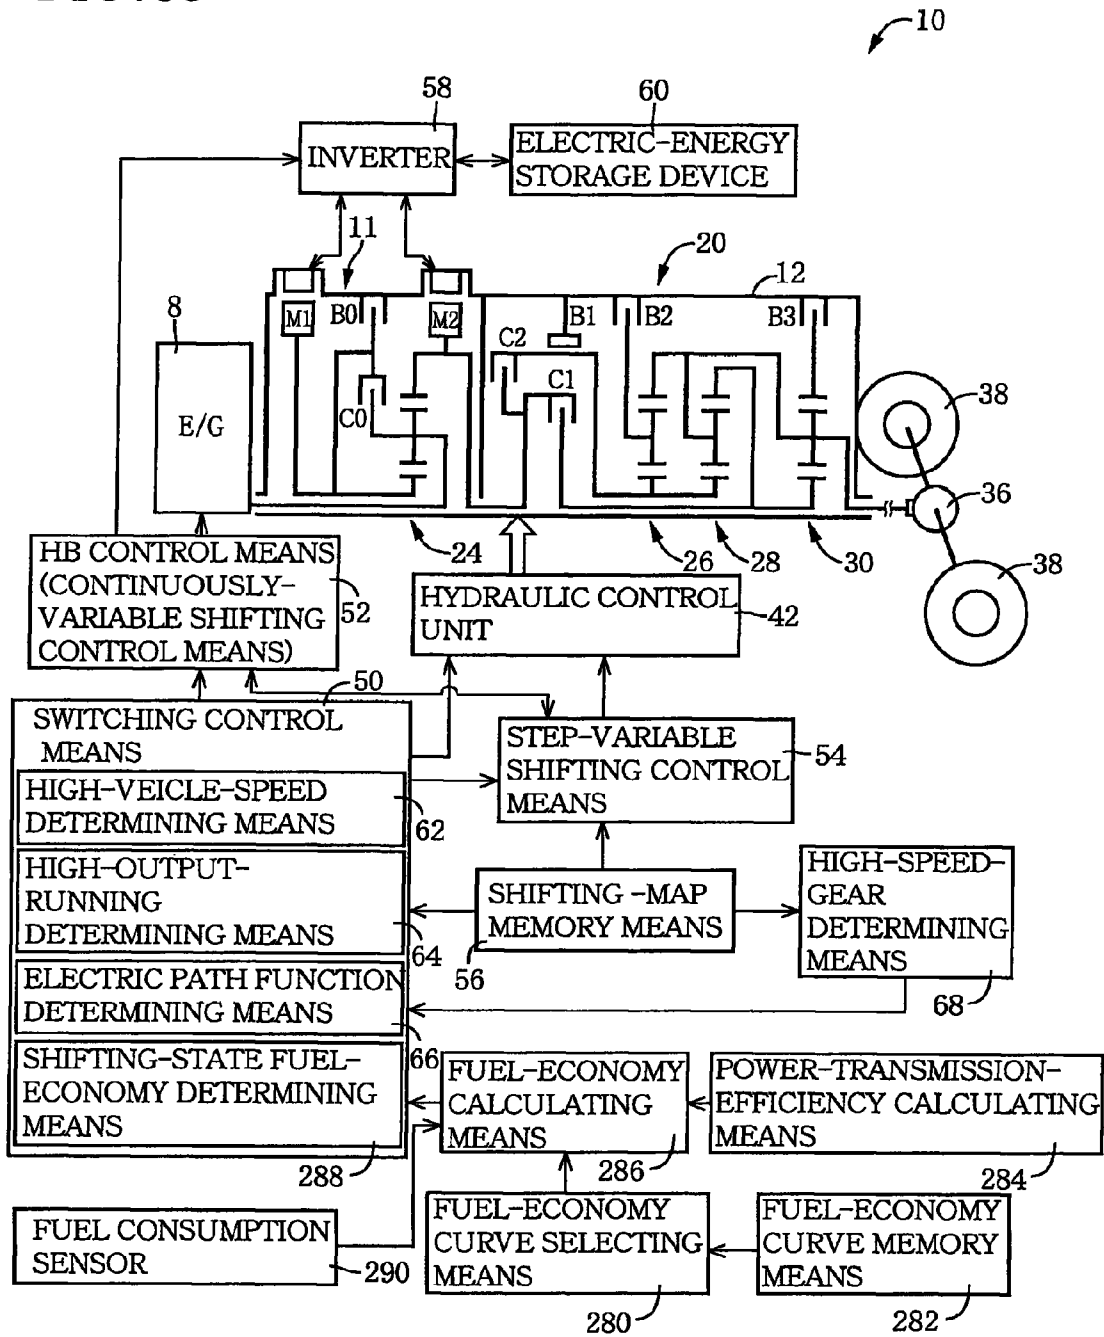 10
58
60
INVERTER
ELECTRIC-ENERGY
STORAGE DEVICE
11
20
12
8
M1
B0
M2
B1
B2
B3
C2
C1
C0
E/G
38
36
38
24
26
28
30
HB CONTROL MEANS
(CONTINUOUSLY-
VARIABLE SHIFTING
CONTROL MEANS)
52
HYDRAULIC CONTROL
UNIT
42
50
SWITCHING CONTROL
MEANS
STEP-VARIABLE
SHIFTING CONTROL
MEANS
54
HIGH-VEICLE-SPEED
DETERMINING MEANS
62
HIGH-OUTPUT-
RUNNING
DETERMINING MEANS
64
SHIFTING -MAP
MEMORY MEANS
56
HIGH-SPEED-
GEAR
DETERMINING
MEANS
68
ELECTRIC PATH FUNCTION
DETERMINING MEANS
66
SHIFTING-STATE FUEL-
ECONOMY DETERMINING
MEANS
288
FUEL-ECONOMY
CALCULATING
MEANS
286
POWER-TRANSMISSION-
EFFICIENCY CALCULATING
MEANS
284
FUEL CONSUMPTION
SENSOR
290
FUEL-ECONOMY
CURVE SELECTING
MEANS
280
FUEL-ECONOMY
CURVE MEMORY
MEANS
282